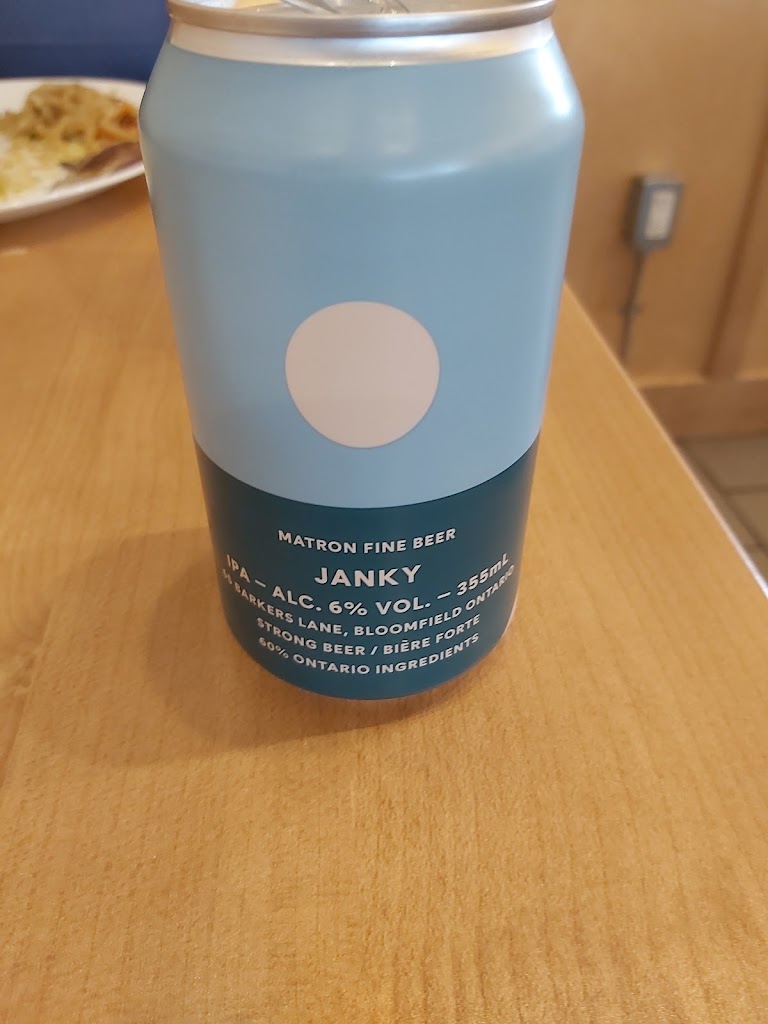 MATRON FINE BEER
JANKY
IPA – ALC. 6% VOL. – 355mL
BARKERS LANE, BLOOMFIELD ONTARIO
STRONG BEER / BIÈRE FORTE
60% ONTARIO INGREDIENTS